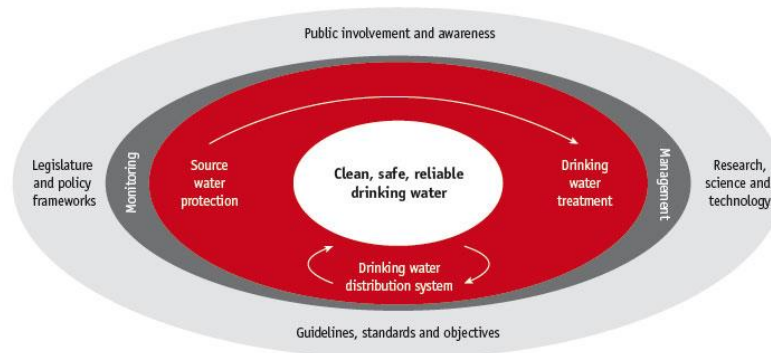 Public involvement and awareness
Legislature
and policy
frameworks
Monitoring
Source
water
protection
Clean, safe, reliable
drinking water
Drinking
water
treatment
Management
Research,
science and
technology
Drinking water
distribution system
Guidelines, standards and objectives